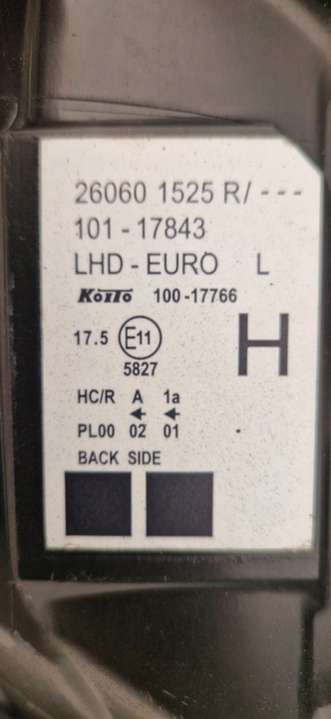 26060 1525 R/ ---
101-17843
LHD-EURO L
KOITO 100-17766
17.5 E11 H
5827
HC/R A 1a
← ←
PL00 02 01
BACK SIDE